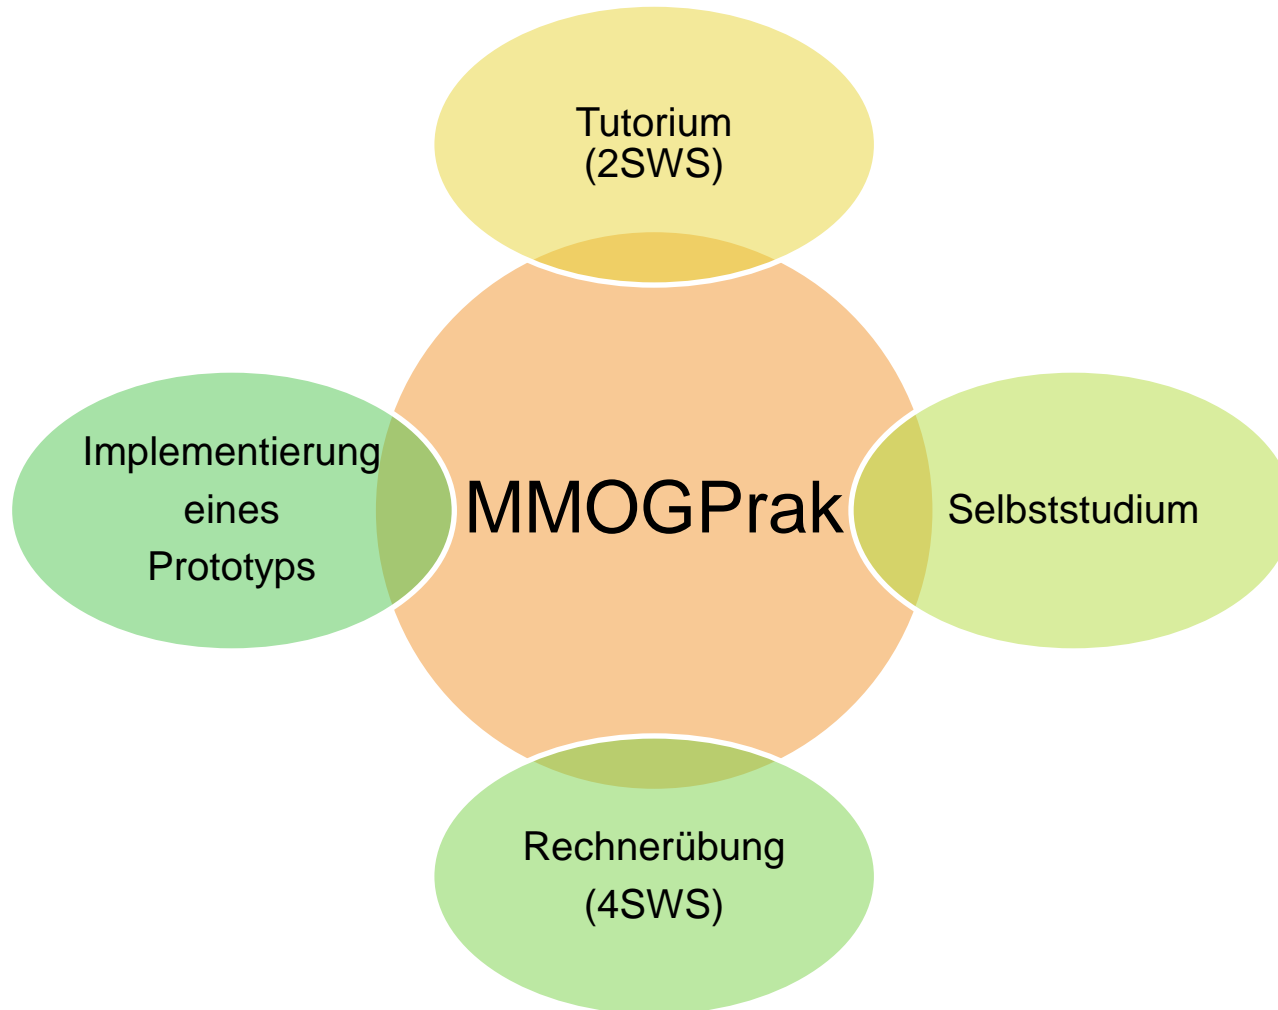 Tutorium
(2SWS)
Implementierung
eines
Prototyps
MMOGPrak
Selbststudium
Rechnerübung
(4SWS)